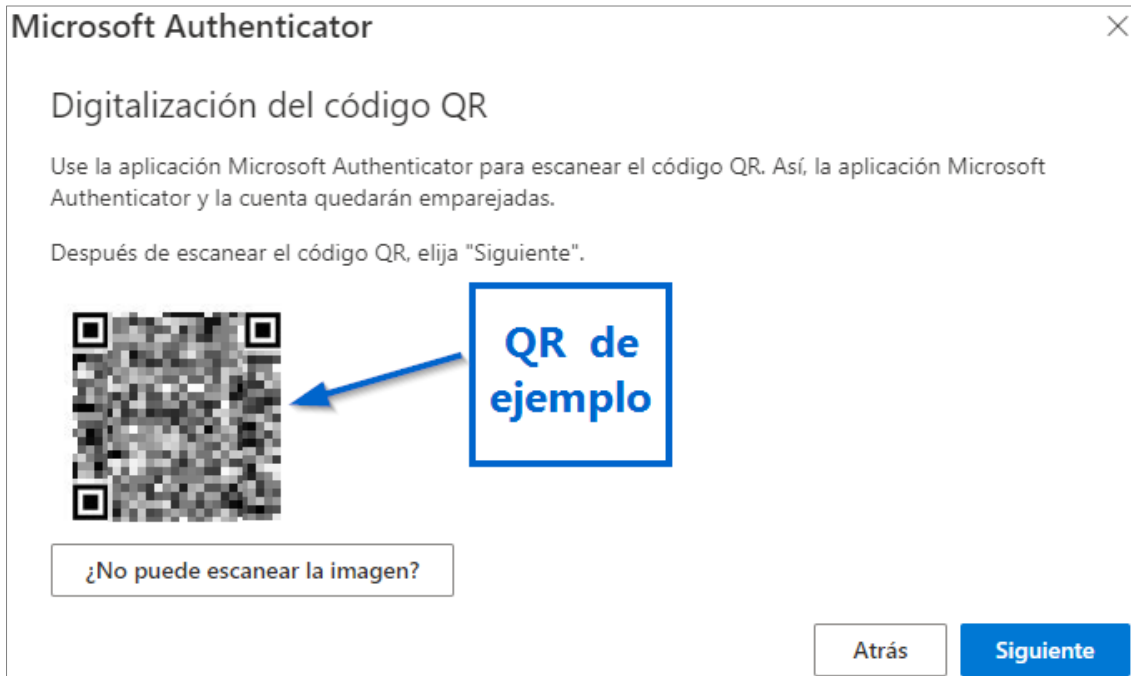 Microsoft Authenticator
Digitalización del código QR
Use la aplicación Microsoft Authenticator para escanear el código QR. Así, la aplicación Microsoft
Authenticator y la cuenta quedarán emparejadas.
Después de escanear el código QR, elija "Siguiente".
QR de
ejemplo
¿No puede escanear la imagen?
Atrás
Siguiente